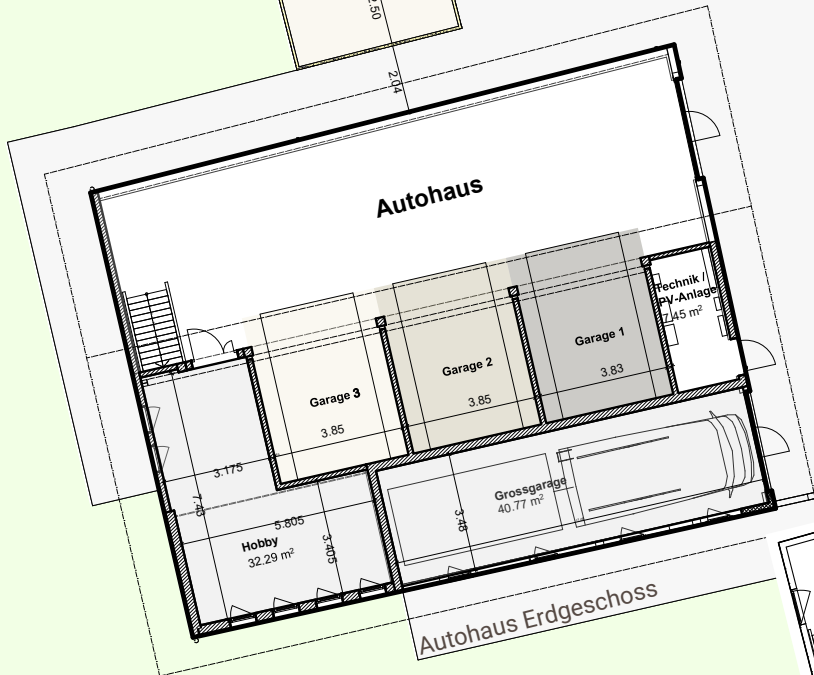 2.50
2.04
Autohaus
Technik /
PV-Anlage
7.45 m²
Garage 1
3.83
Garage 2
3.85
Garage 3
3.85
3.175
7.43
5.805
3.405
Hobby
32.29 m²
Grossgarage
40.77 m²
3.48
Autohaus Erdgeschoss